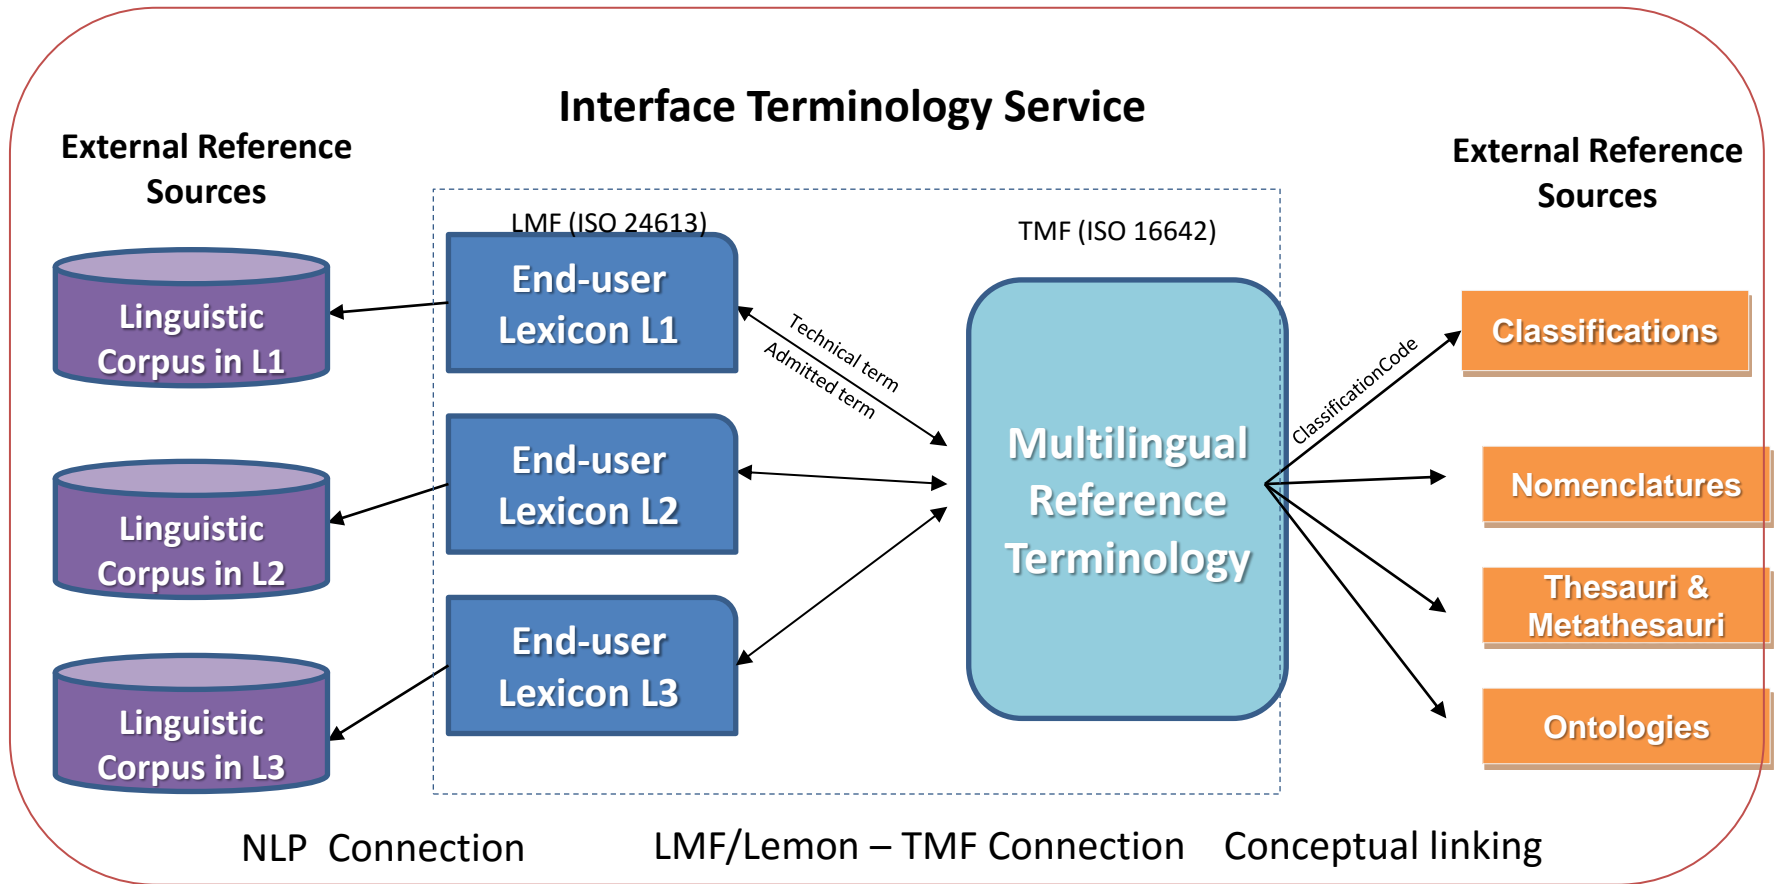 Interface Terminology Service
External Reference
Sources
External Reference
Sources
LMF (ISO 24613)
TMF (ISO 16642)
Linguistic
Corpus in L1
Linguistic
Corpus in L2
Linguistic
Corpus in L3
End-user
Lexicon L1
End-user
Lexicon L2
End-user
Lexicon L3
Technical term
Admitted term
Multilingual
Reference
Terminology
ClassificationCode
Classifications
Nomenclatures
Thesauri &
Metathesauri
Ontologies
NLP  Connection
LMF/Lemon – TMF Connection
Conceptual linking